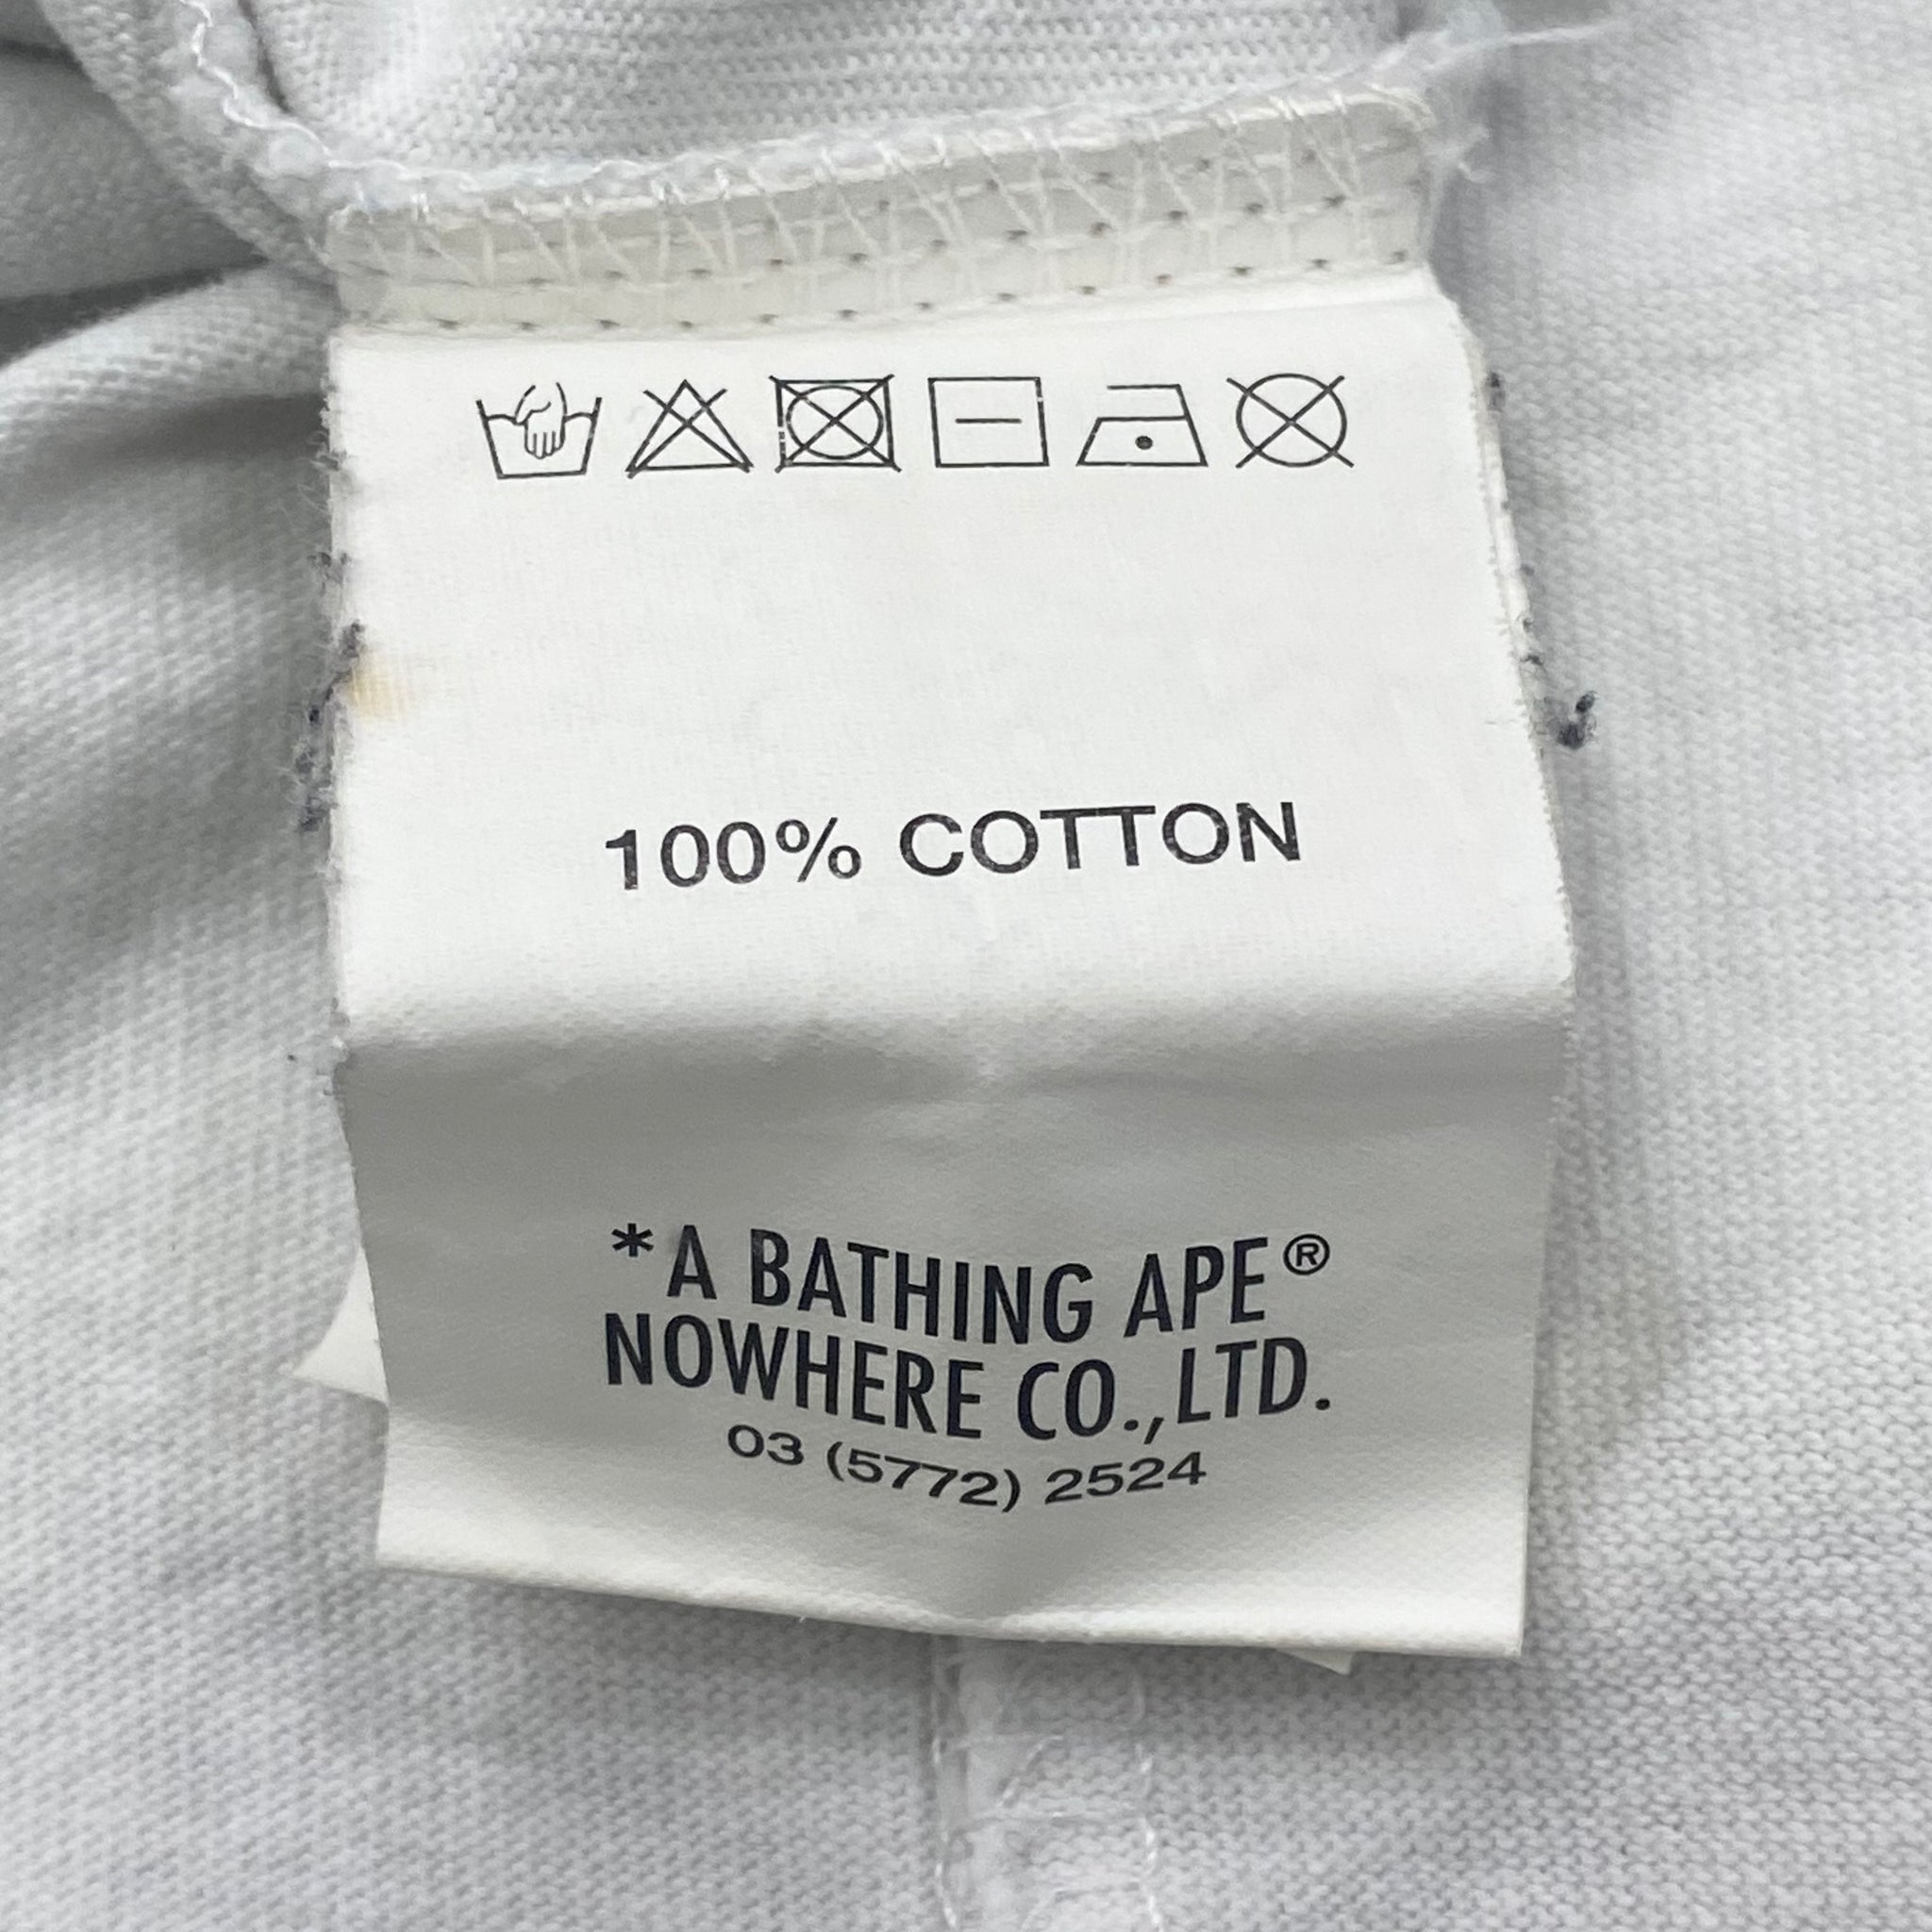 100% COTTON
*A BATHING APE®
NOWHERE CO.,LTD.
03 (5772) 2524